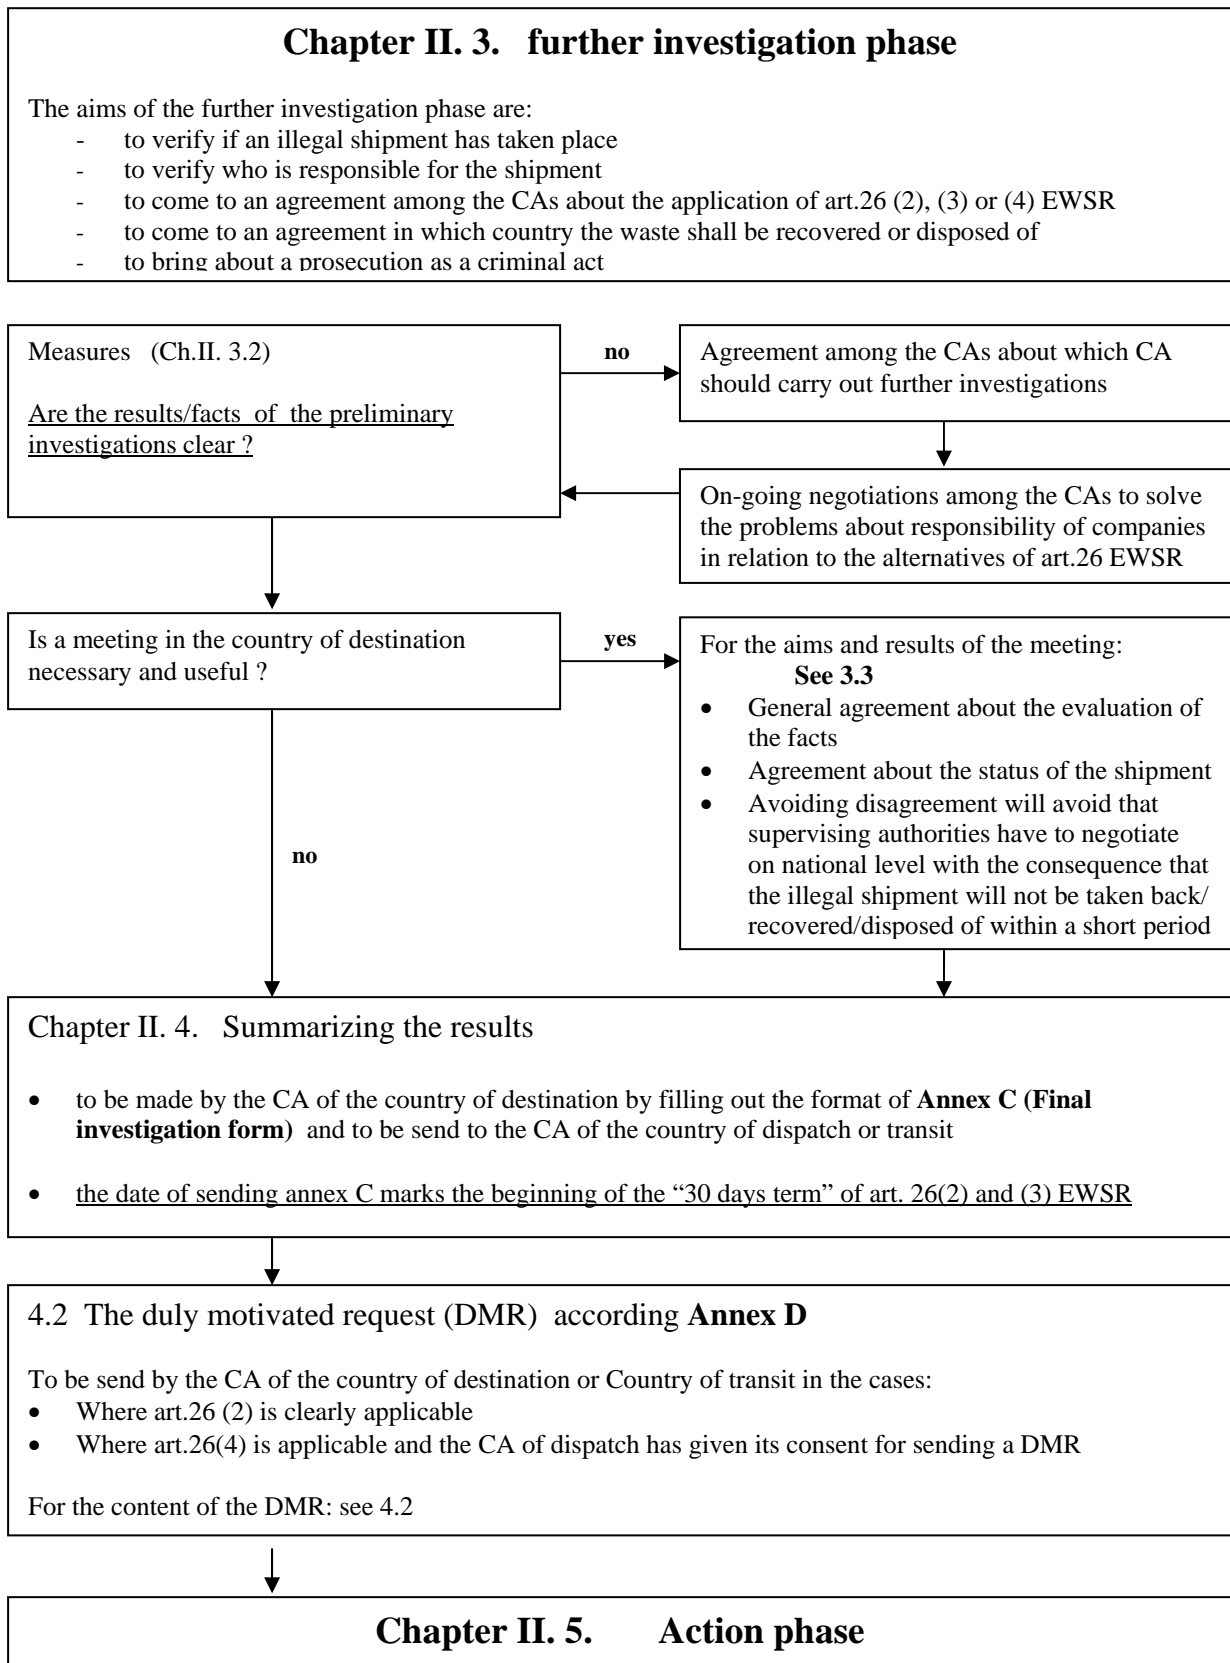 Chapter II. 3. further investigation phase
The aims of the further investigation phase are:
- to verify if an illegal shipment has taken place
- to verify who is responsible for the shipment
- to come to an agreement among the CAs about the application of art.26 (2), (3) or (4) EWSR
- to come to an agreement in which country the waste shall be recovered or disposed of
- to bring about a prosecution as a criminal act
Measures (Ch.II. 3.2)
Are the results/facts of the preliminary
investigations clear ?
no
Agreement among the CAs about which CA
should carry out further investigations
On-going negotiations among the CAs to solve
the problems about responsibility of companies
in relation to the alternatives of art.26 EWSR
Is a meeting in the country of destination
necessary and useful ?
yes
For the aims and results of the meeting:
See 3.3
• General agreement about the evaluation of
the facts
• Agreement about the status of the shipment
• Avoiding disagreement will avoid that
supervising authorities have to negotiate
on national level with the consequence that
the illegal shipment will not be taken back/
recovered/disposed of within a short period
no
Chapter II. 4. Summarizing the results
• to be made by the CA of the country of destination by filling out the format of Annex C (Final
investigation form) and to be send to the CA of the country of dispatch or transit
• the date of sending annex C marks the beginning of the “30 days term” of art. 26(2) and (3) EWSR
4.2 The duly motivated request (DMR) according Annex D
To be send by the CA of the country of destination or Country of transit in the cases:
• Where art.26 (2) is clearly applicable
• Where art.26(4) is applicable and the CA of dispatch has given its consent for sending a DMR
For the content of the DMR: see 4.2
Chapter II. 5. Action phase